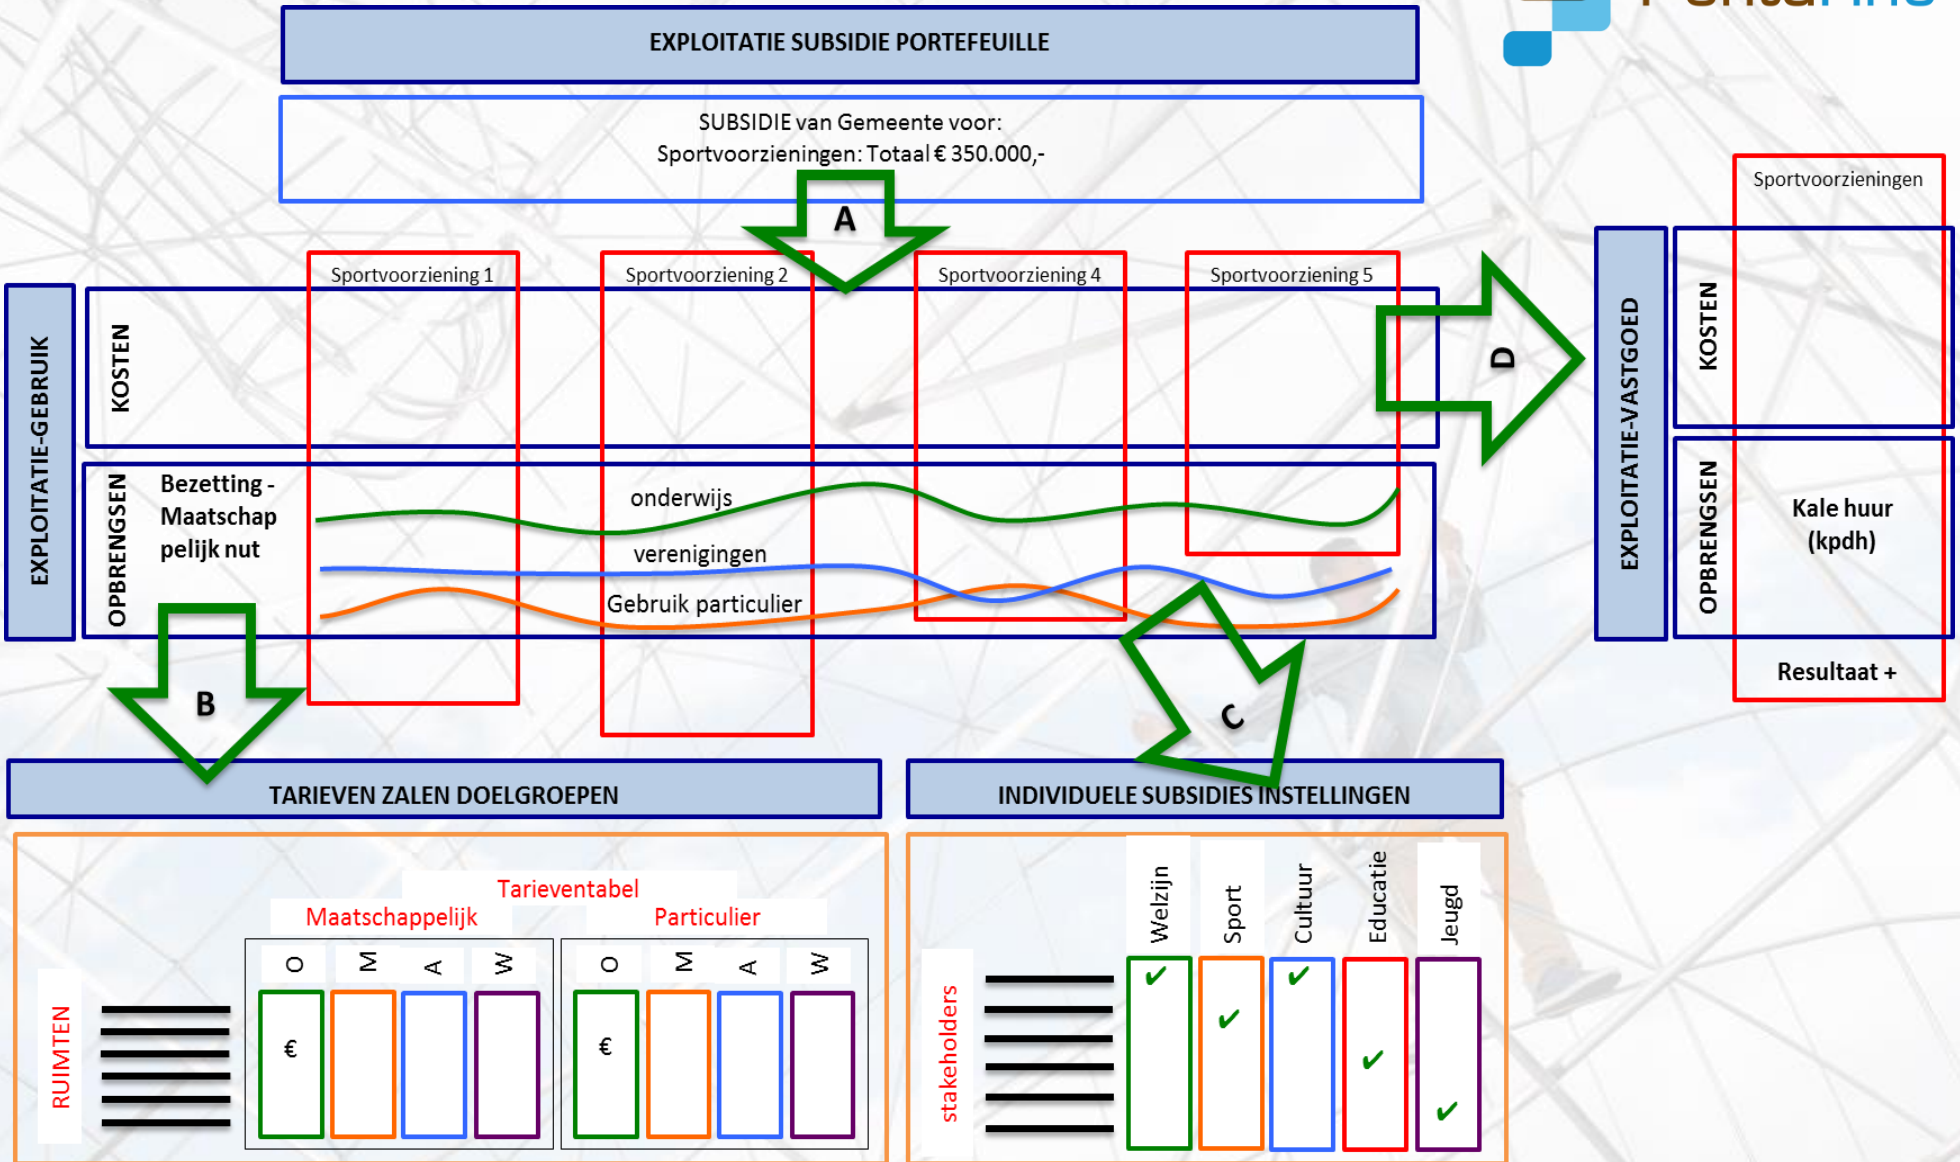 EXPLOITATIE SUBSIDIE PORTEFEUILLE
SUBSIDIE van Gemeente voor:
Sportvoorzieningen: Totaal € 350.000,-
A
Sportvoorziening 1
Sportvoorziening 2
Sportvoorziening 4
Sportvoorziening 5
Sportvoorzieningen
EXPLOITATIE-GEBRUIK
KOSTEN
D
EXPLOITATIE-VASTGOED
KOSTEN
OPBRENGSEN
Bezetting -
Maatschap
pelijk nut
onderwijs
verenigingen
Gebruik particulier
OPBRENGSEN
Kale huur
(kpdh)
Resultaat +
B
C
TARIEVEN ZALEN DOELGROEPEN
INDIVIDUELE SUBSIDIES INSTELLINGEN
Tarieventabel
Maatschappelijk
Particulier
O M A W
O M A W
RUIMTEN
€
€
Welzijn
Sport
Cultuur
Educatie
Jeugd
stakeholders
✔ ✔
✔
✔
✔